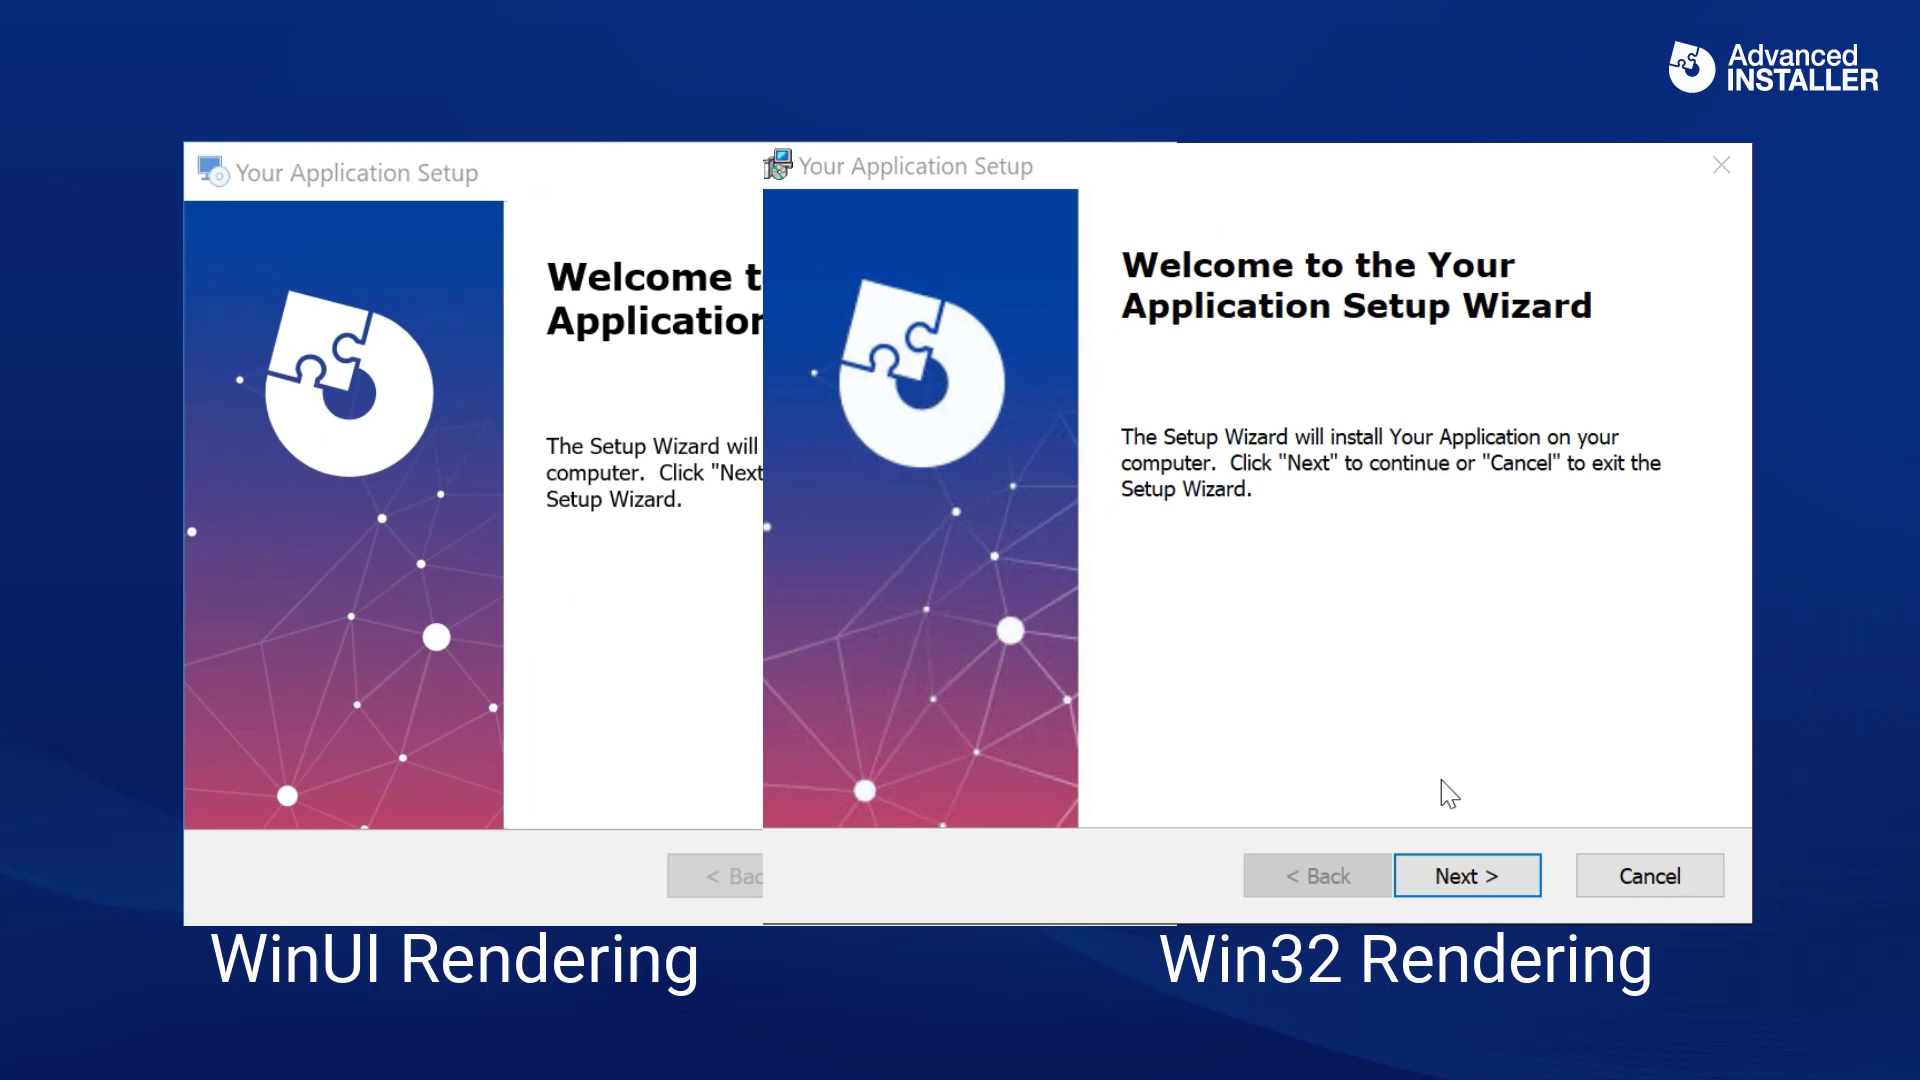 Advanced
INSTALLER
Your Application Setup
Welcome t
Application
The Setup Wizard will
computer.  Click "Next
Setup Wizard.
< Bac
Your Application Setup
Welcome to the Your
Application Setup Wizard
The Setup Wizard will install Your Application on your
computer.  Click "Next" to continue or "Cancel" to exit the
Setup Wizard.
< Back
Next >
Cancel
WinUI Rendering
Win32 Rendering